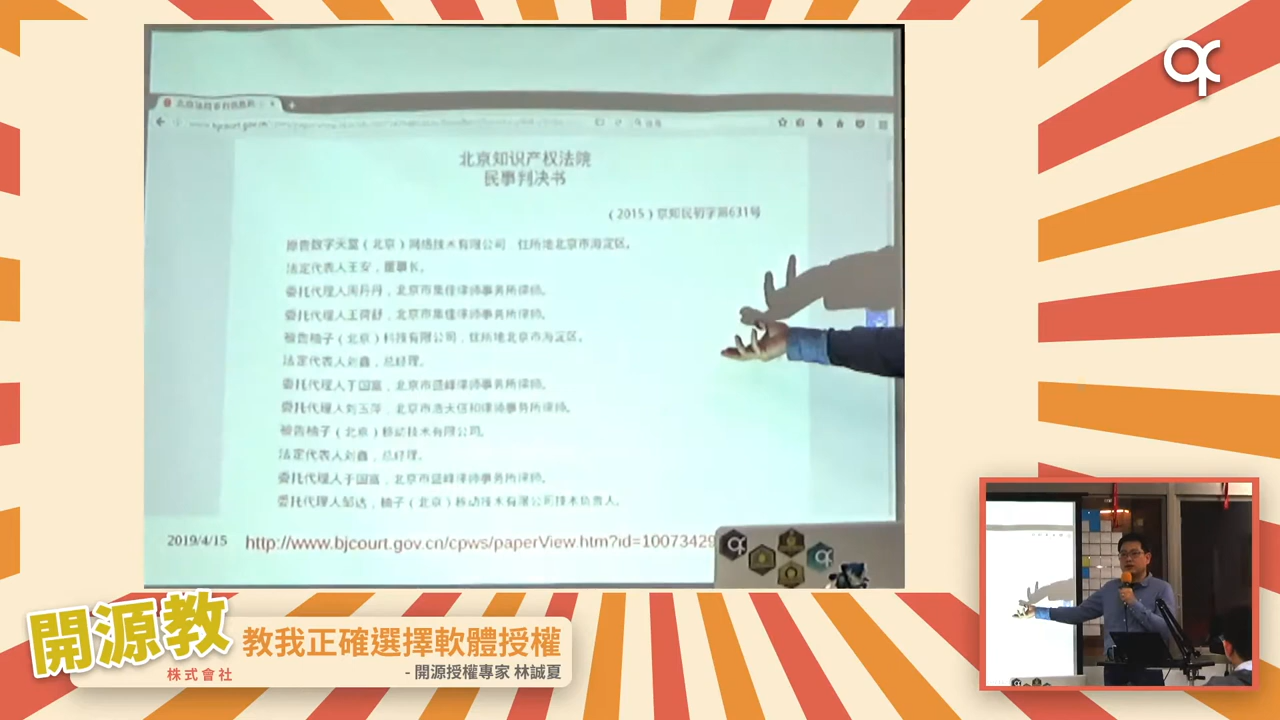 北京知识产权法院
民事判决书
（2015）京知民初字第631号
原告数字天堂（北京）网络技术有限公司，住所地北京市海淀区。
法定代表人王安，董事长。
委托代理人周丹丹，北京市集佳律师事务所律师。
委托代理人王荷舒，北京市集佳律师事务所律师。
被告柚子（北京）科技有限公司，住所地北京市海淀区。
法定代表人刘鑫，总经理。
委托代理人于国富，北京市盛峰律师事务所律师。
委托代理人刘玉萍，北京市浩天信和律师事务所律师。
被告柚子（北京）移动技术有限公司。
法定代表人刘鑫，总经理。
委托代理人于国富，北京市盛峰律师事务所律师。
委托代理人邹达，柚子（北京）移动技术有限公司技术负责人。
2019/4/15
http://www.bjcourt.gov.cn/cpws/paperView.htm?id=10073429
開源教
株式會社
教我正確選擇軟體授權
- 開源授權專家 林誠夏